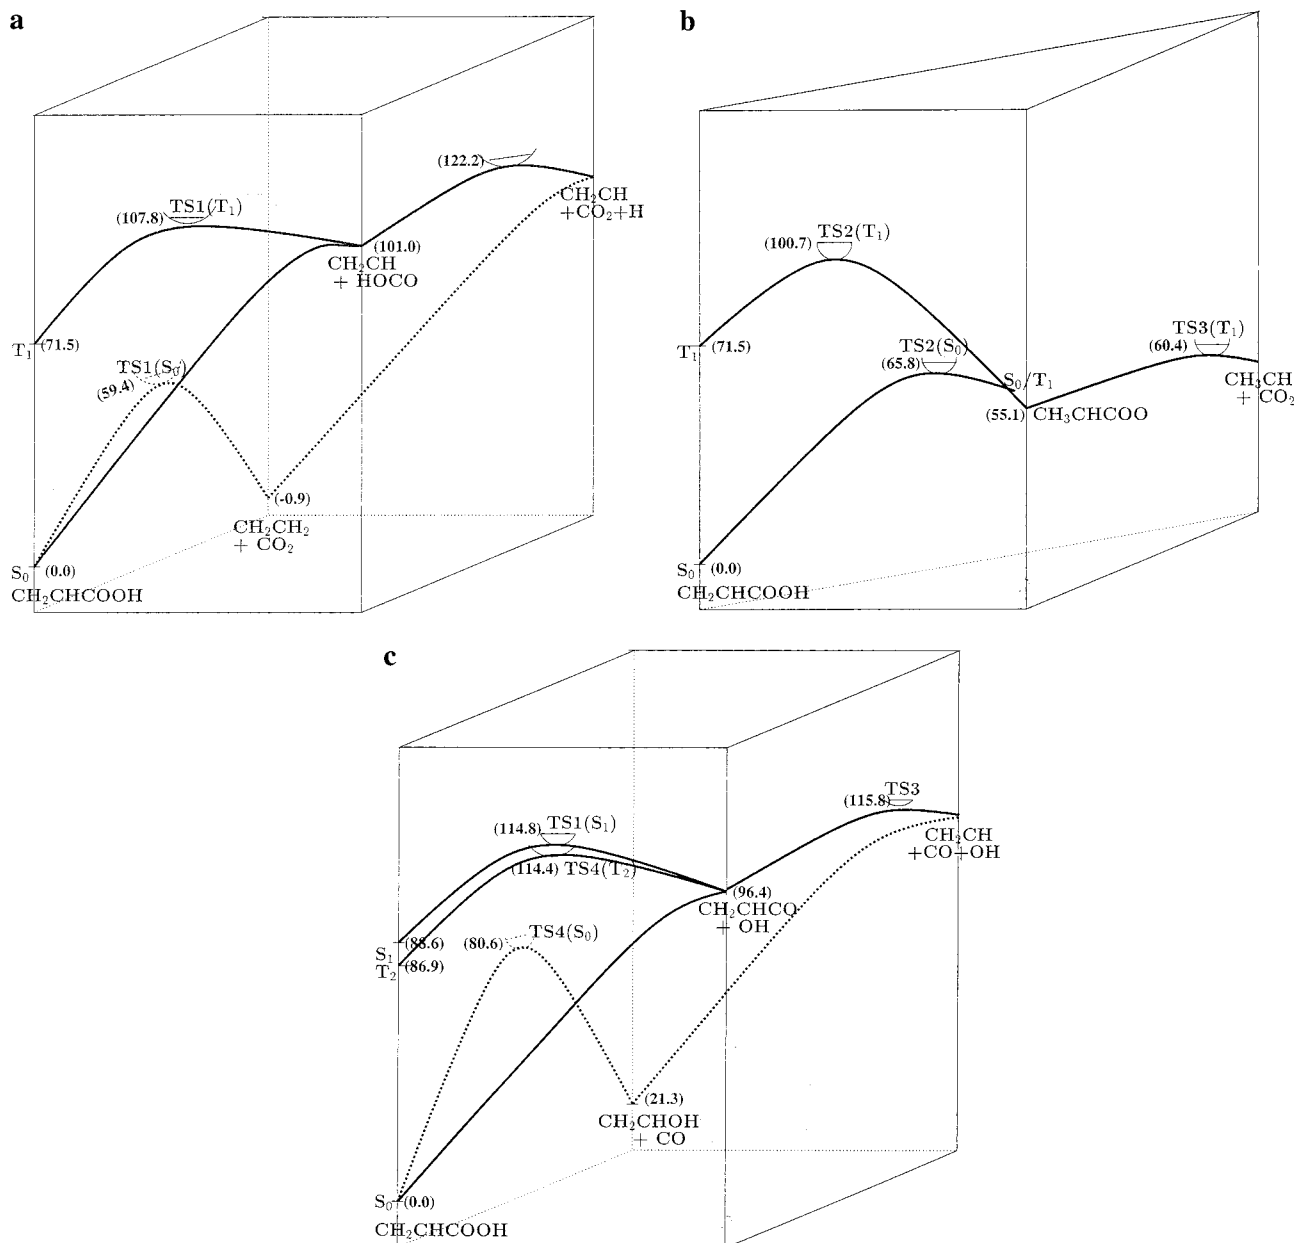 a
(122.2)
CH₂CH
+CO₂+H
TS1(T₁)
(107.8)
(101.0)
CH₂CH
+ HOCO
T₁ (71.5)
TS1(S₀)
(59.4)
(-0.9)
CH₂CH₂
+ CO₂
S₀ (0.0)
CH₂CHCOOH
b
TS2(T₁)
(100.7)
TS3(T₁)
(60.4)
TS2(S₀)
(65.8)
T₁ (71.5)
S₀/T₁
CH₃CH
+ CO₂
(55.1) CH₃CHCOO
S₀ (0.0)
CH₂CHCOOH
c
TS3
(115.8)
(114.8) TS1(S₁)
CH₂CH
+CO+OH
(114.4) TS4(T₂)
(96.4)
CH₂CHCO
+ OH
TS4(S₀)
(80.6)
S₁ (88.6)
T₂ (86.9)
(21.3)
CH₂CHOH
+ CO
S₀ (0.0)
CH₂CHCOOH